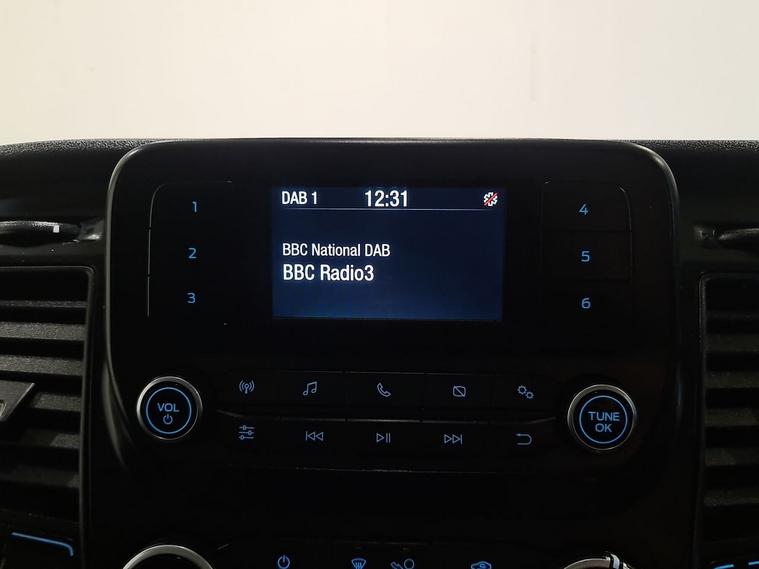 DAB 1 12:31
BBC National DAB
BBC Radio3
1
2
3
4
5
6
VOL
TUNE
OK